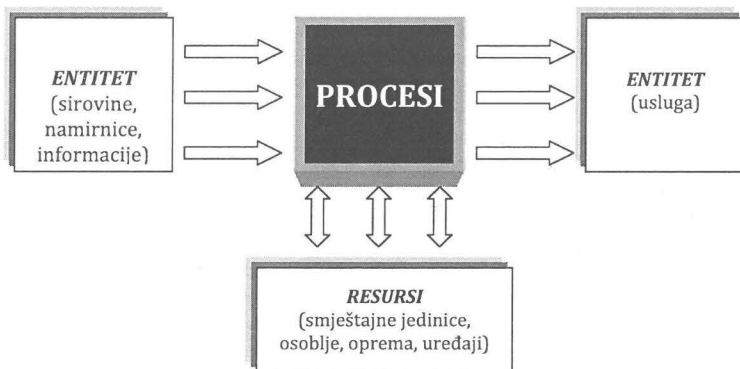 ENTITET
(sirovine,
namirnice,
informacije)
PROCESI
ENTITET
(usluga)
RESURSI
(smještajne jedinice,
osoblje, oprema, uređaji)